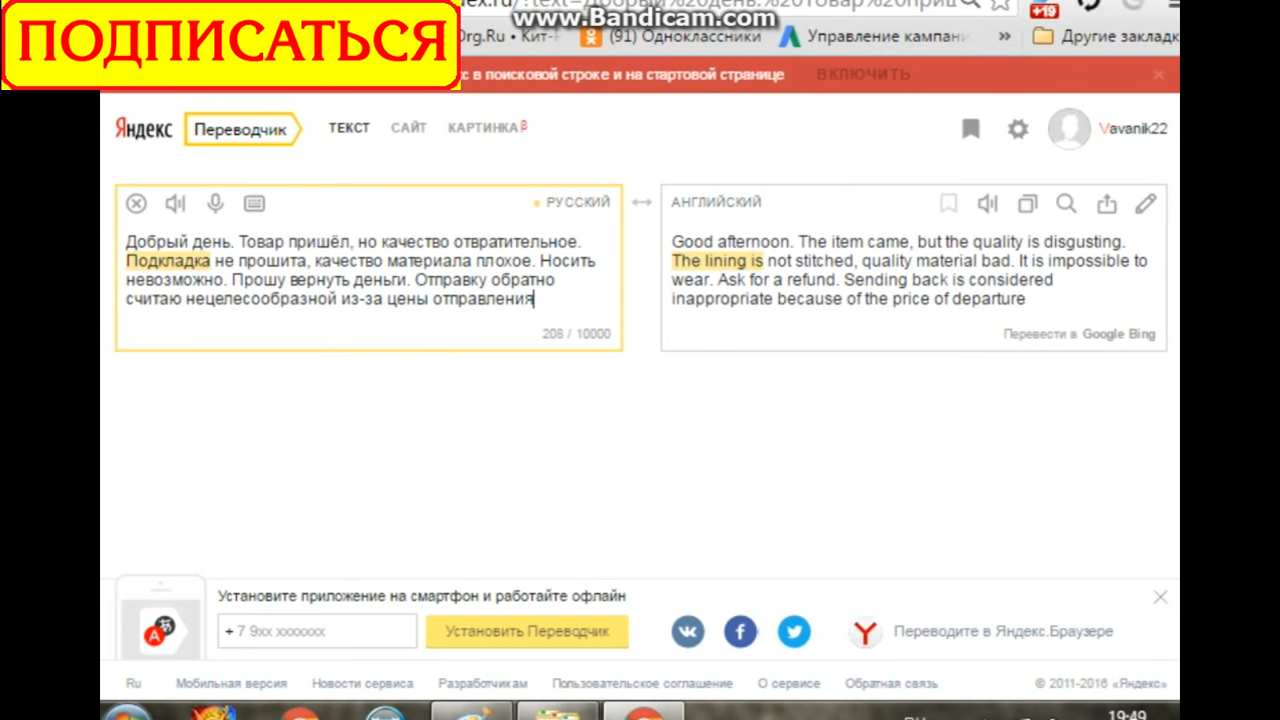 www.Bandicam.com
ПОДПИСАТЬСЯ
+19
(91) Одноклассники
Управление кампани
»
Другие закладк
с в поисковой строке и на стартовой странице
ВКЛЮЧИТЬ
Яндекс Переводчик ТЕКСТ САЙТ КАРТИНКА β
Vavanik22
РУССКИЙ
Добрый день. Товар пришёл, но качество отвратительное.
Подкладка не прошита, качество материала плохое. Носить
невозможно. Прошу вернуть деньги. Отправку обратно
считаю нецелесообразной из-за цены отправления
208 / 10000
АНГЛИЙСКИЙ
Good afternoon. The item came, but the quality is disgusting.
The lining is not stitched, quality material bad. It is impossible to
wear. Ask for a refund. Sending back is considered
inappropriate because of the price of departure
Перевести в Google Bing
Установите приложение на смартфон и работайте офлайн
+ 7 9xx xxxxxxx
Установить Переводчик
Переводите в Яндекс.Браузере
Ru Мобильная версия Новости сервиса Разработчикам Пользовательское соглашение О сервисе Обратная связь © 2011-2016 «Яндекс»
19:49